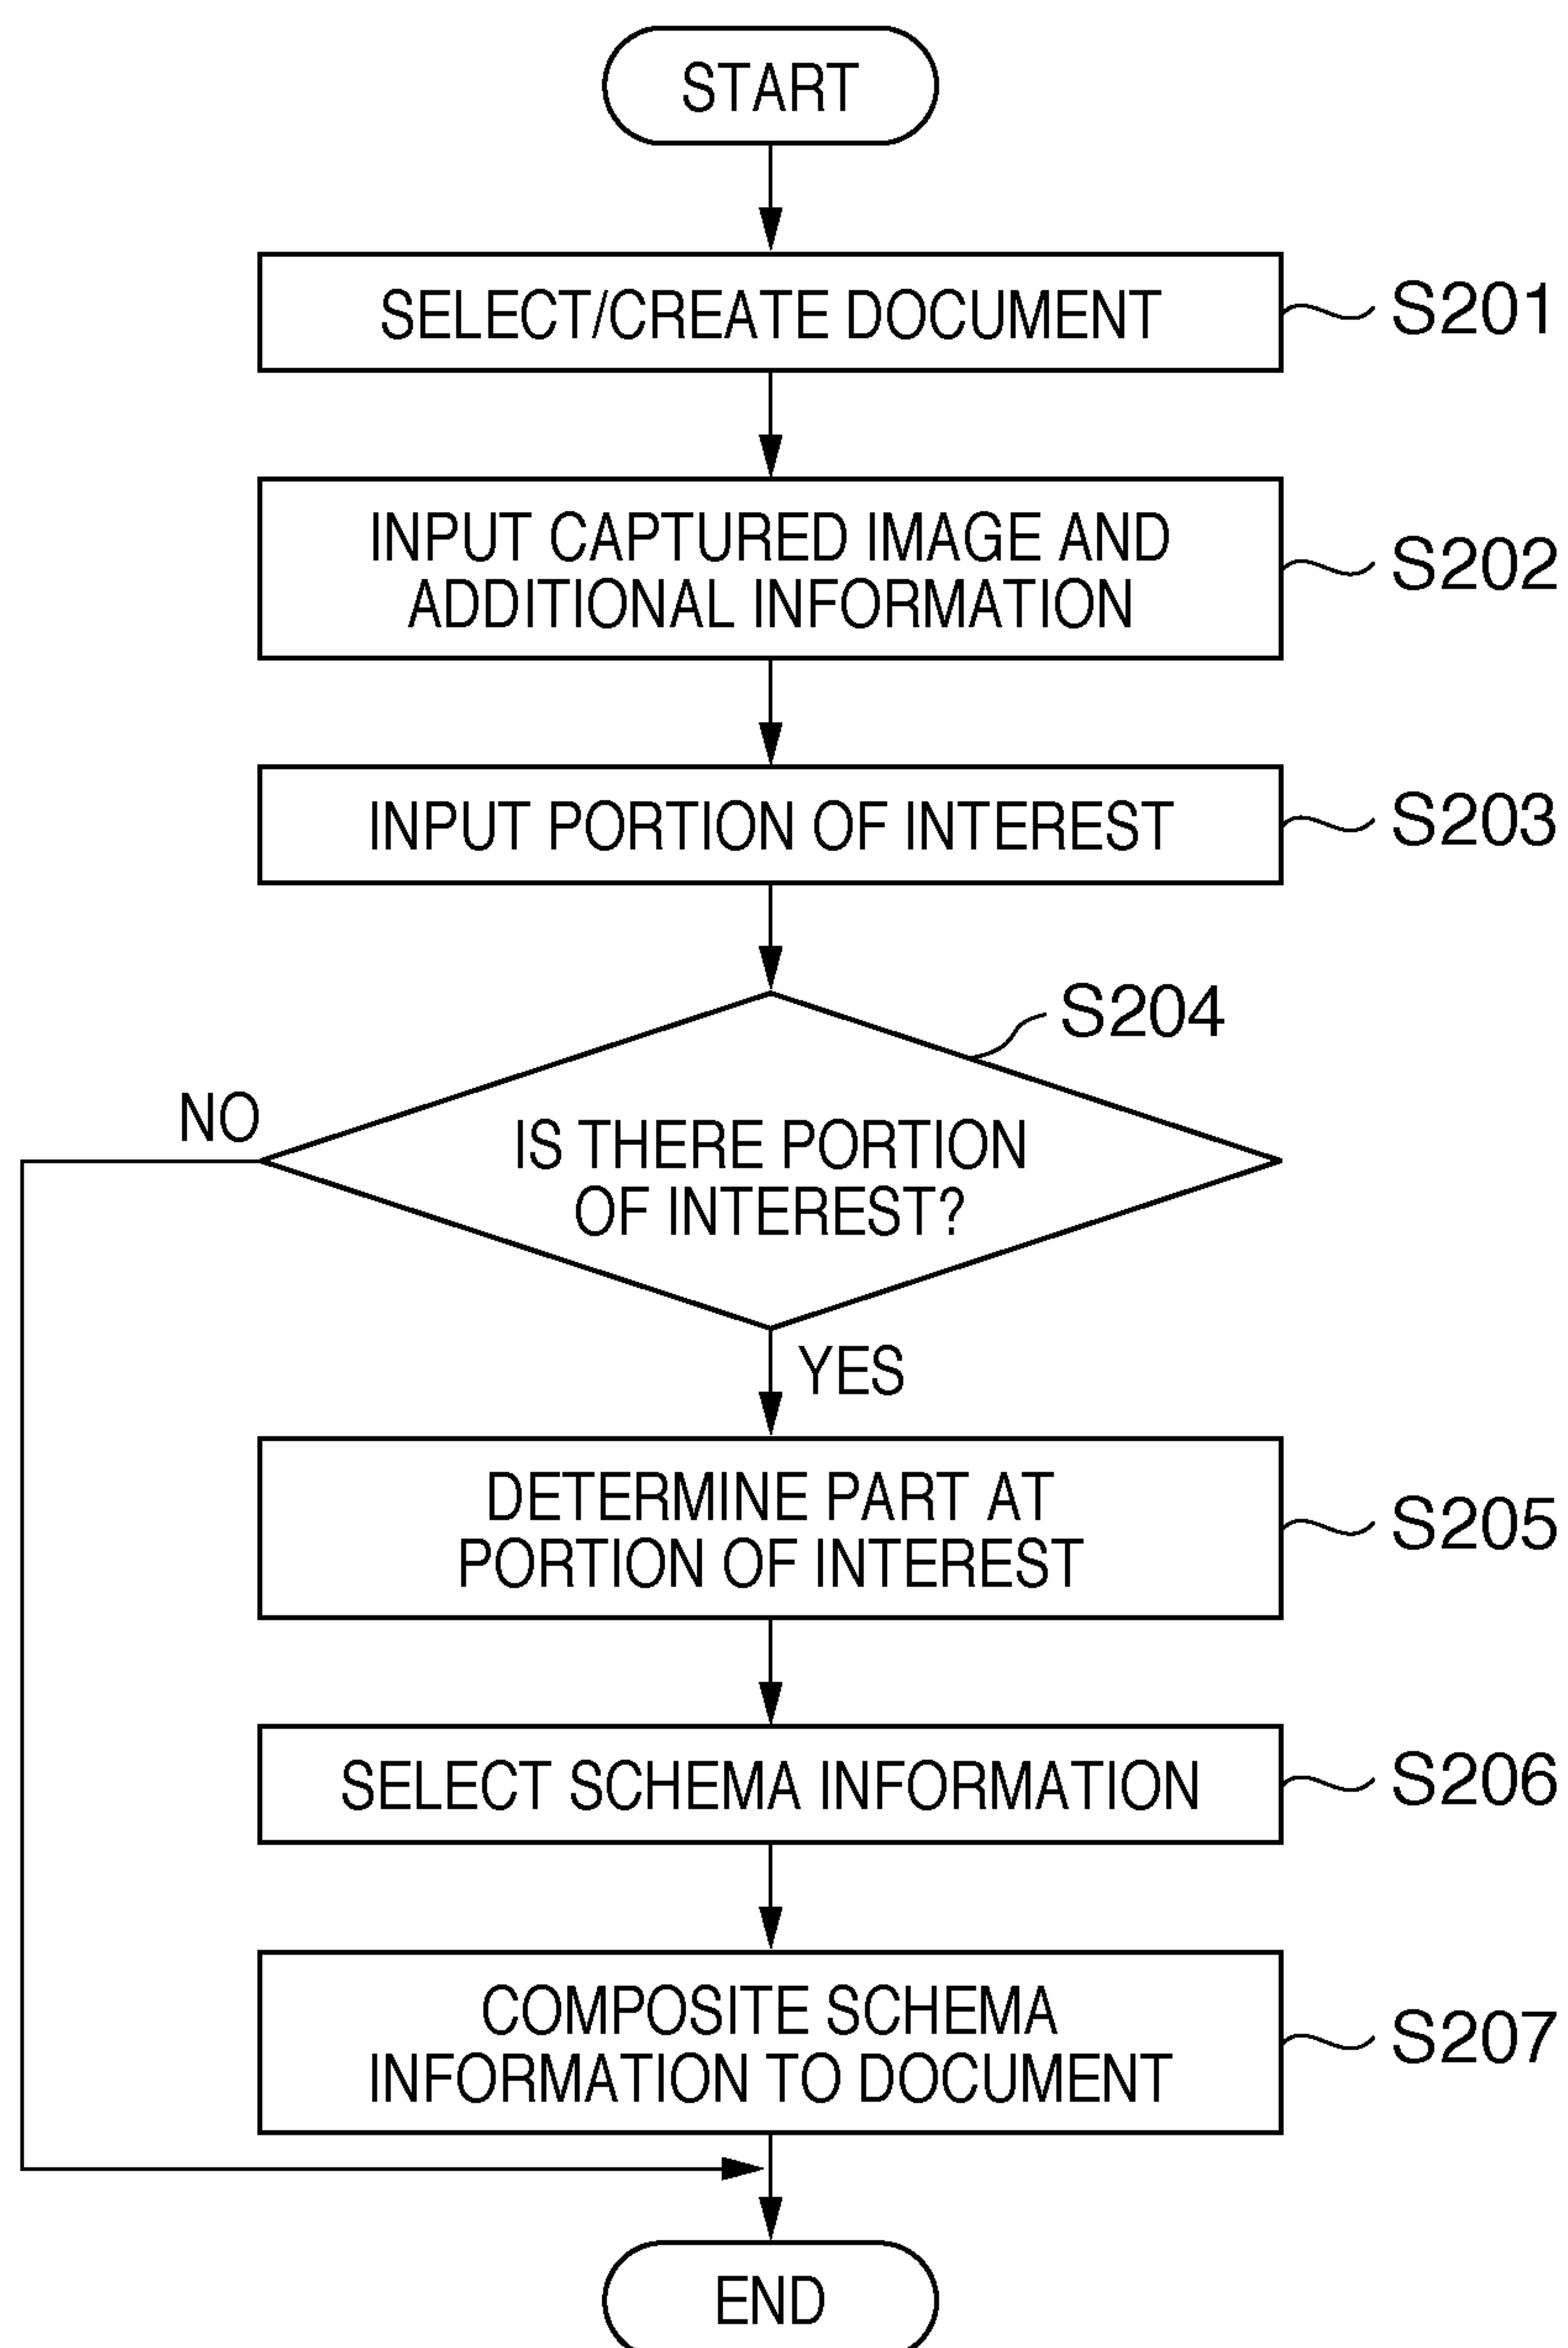 START
SELECT/CREATE DOCUMENT
S201
INPUT CAPTURED IMAGE AND
ADDITIONAL INFORMATION
S202
INPUT PORTION OF INTEREST
S203
S204
NO
IS THERE PORTION
OF INTEREST?
YES
DETERMINE PART AT
PORTION OF INTEREST
S205
SELECT SCHEMA INFORMATION
S206
COMPOSITE SCHEMA
INFORMATION TO DOCUMENT
S207
END